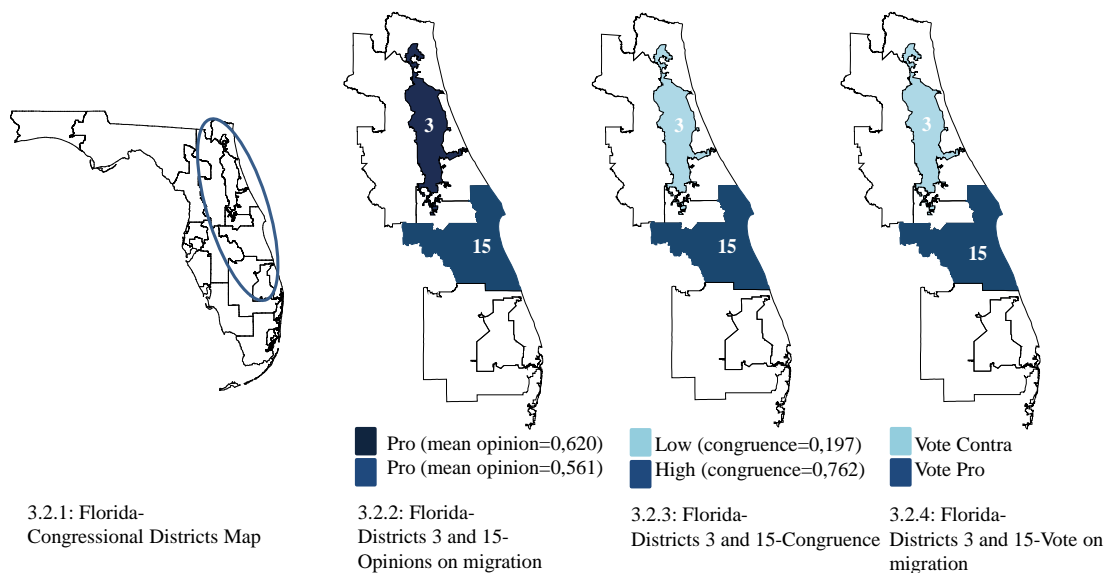 3
3
3
15
15
15
Pro (mean opinion=0,620)
Pro (mean opinion=0,561)
Low (congruence=0,197)
High (congruence=0,762)
Vote Contra
Vote Pro
3.2.1: Florida-
Congressional Districts Map
3.2.2: Florida-
Districts 3 and 15-
Opinions on migration
3.2.3: Florida-
Districts 3 and 15-Congruence
3.2.4: Florida-
Districts 3 and 15-Vote on
migration